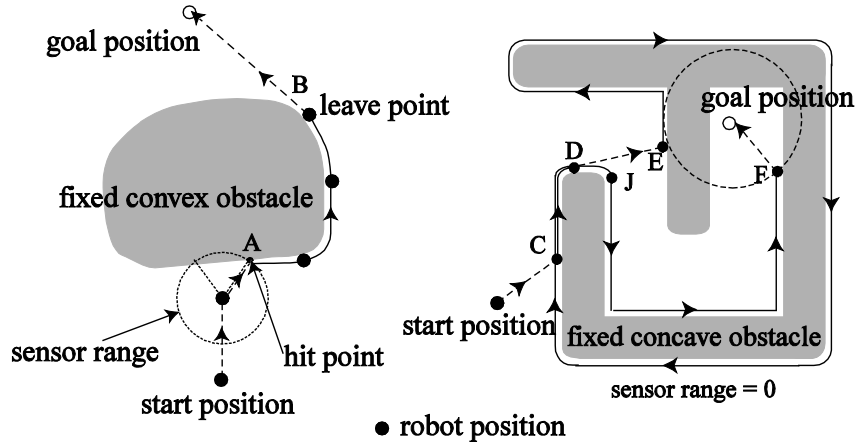 goal position
B
leave point
fixed convex obstacle
A
sensor range
hit point
start position
goal position
D
E
J
F
C
start position
fixed concave obstacle
sensor range = 0
robot position